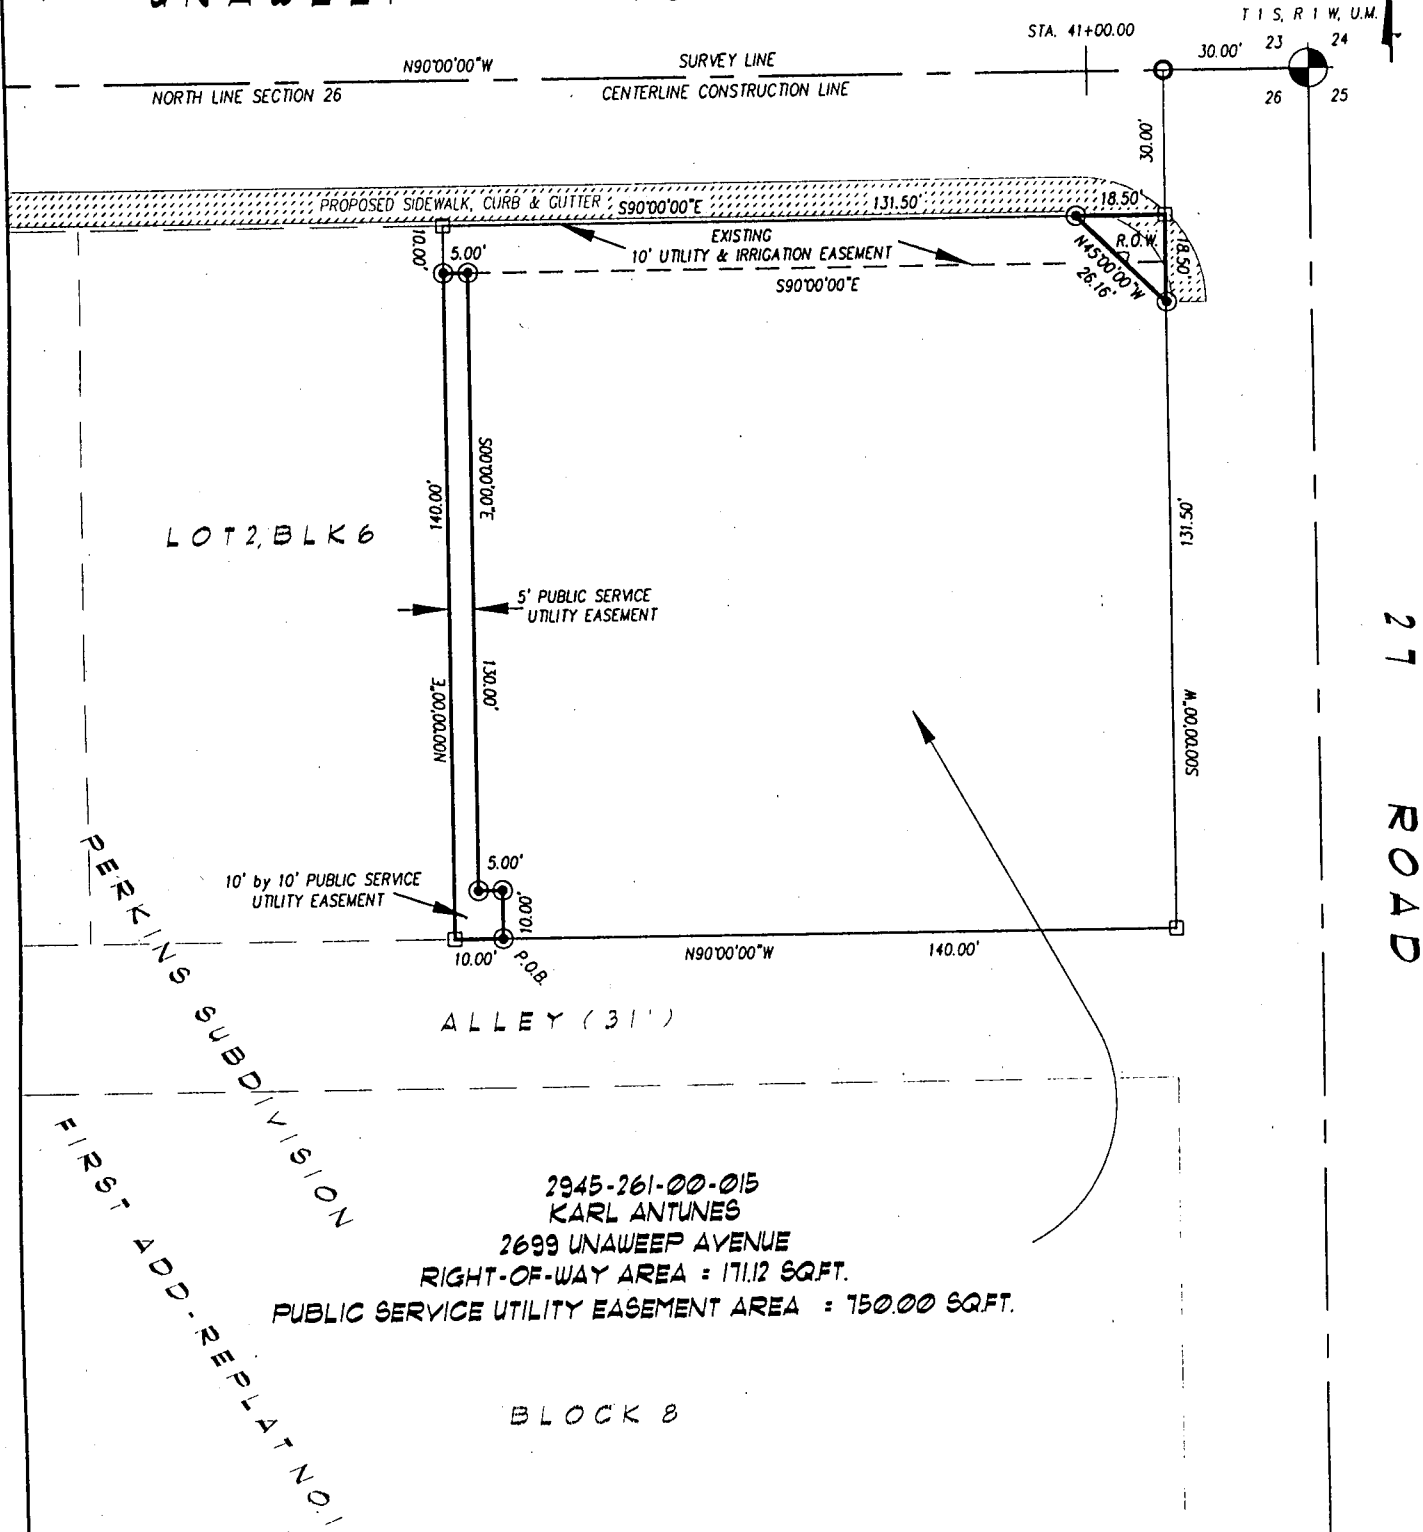 T 1 S, R 1 W, U.M.
STA. 41+00.00
30.00'
23
24
26
25
N90°00'00"W
SURVEY LINE
NORTH LINE SECTION 26
CENTERLINE CONSTRUCTION LINE
30.00'
PROPOSED SIDEWALK, CURB & GUTTER
S90°00'00"E
131.50'
18.50'
10.00'
5.00'
EXISTING
10' UTILITY & IRRIGATION EASEMENT
R.O.W.
18.50'
N45°00'00"W
26.16'
S90°00'00"E
S00°00'00"E
140.00'
131.50'
LOT 2, BLK 6
5' PUBLIC SERVICE
UTILITY EASEMENT
27 ROAD
130.00'
N00°00'00"E
S00°00'00"W
5.00'
10' by 10' PUBLIC SERVICE
UTILITY EASEMENT
10.00'
10.00'
P.O.B.
N90°00'00"W
140.00'
PERKINS SUBDIVISION
ALLEY (31')
FIRST ADD-REPLAT NO.1
2945-261-00-015
KARL ANTUNES
2699 UNAWEEP AVENUE
RIGHT-OF-WAY AREA = 171.12 SQ.FT.
PUBLIC SERVICE UTILITY EASEMENT AREA = 750.00 SQ.FT.
BLOCK 8